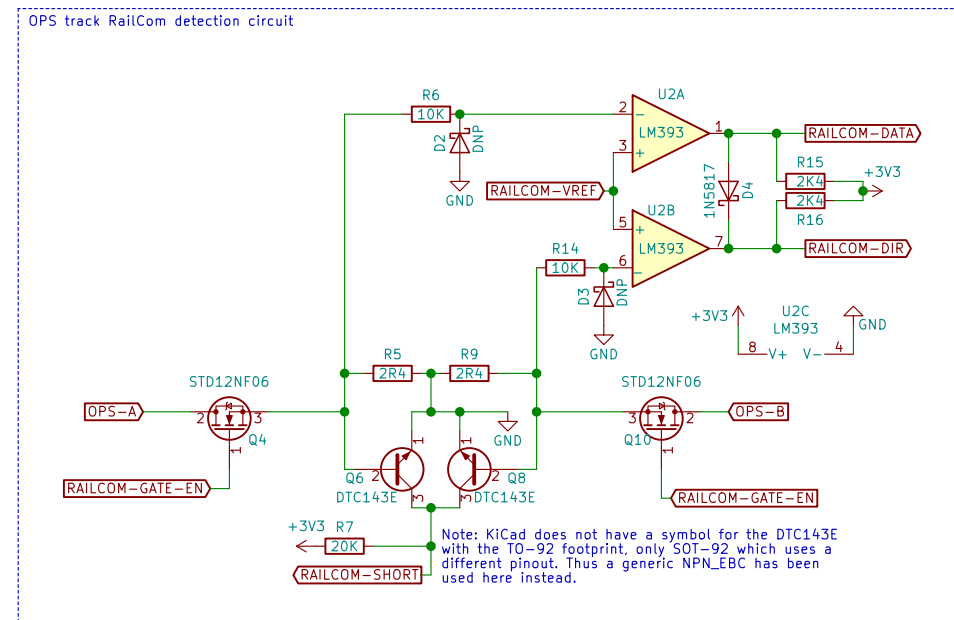 OPS track RailCom detection circuit
R6
10K
D2
DNP
GND
2
3
1
U2A
LM393
RAILCOM-DATA
RAILCOM-VREF
1N5817
D4
R15
2K4
2K4
R16
+3V3
U2B
5
6
7
LM393
RAILCOM-DIR
R14
10K
D3
DNP
GND
+3V3
U2C
LM393
GND
8
V+
V-
4
R5
2R4
R9
2R4
STD12NF06
OPS-A
2
3
Q4
1
RAILCOM-GATE-EN
GND
1
1
Q6
2
2
Q8
DTC143E
3
3
DTC143E
STD12NF06
3
2
OPS-B
Q10
1
RAILCOM-GATE-EN
+3V3
R7
20K
RAILCOM-SHORT
Note: KiCad does not have a symbol for the DTC143E
with the TO-92 footprint, only SOT-92 which uses a
different pinout. Thus a generic NPN_EBC has been
used here instead.